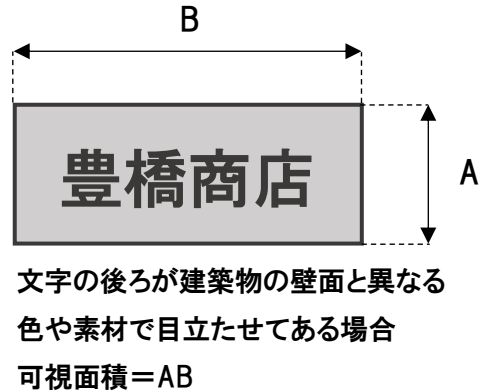 B
豊橋商店
A
文字の後ろが建築物の壁面と異なる
色や素材で目立たせてある場合
可視面積＝AB